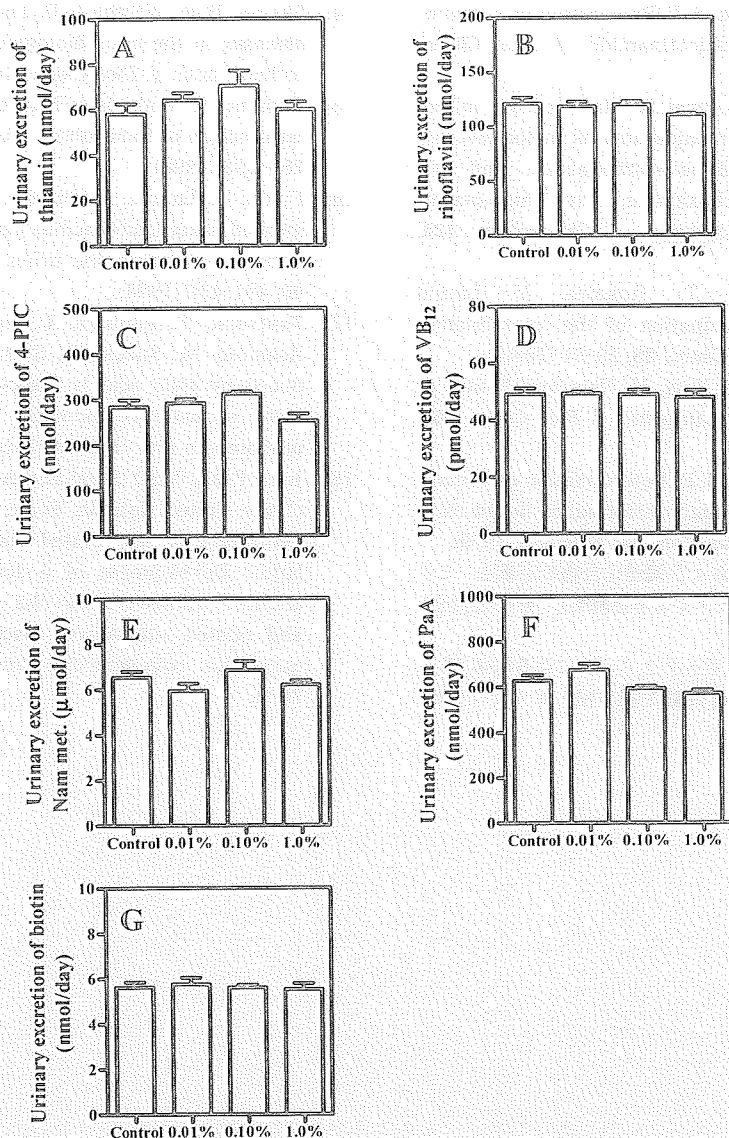 Urinary excretion of
thiamin (nmol/day)
A
100
80
60
40
20
0
Control 0.01% 0.10% 1.0%
Urinary excretion of
riboflavin (nmol/day)
B
200
150
100
50
0
Control 0.01% 0.10% 1.0%
Urinary excretion of 4-PIC
(nmol/day)
C
500
400
300
200
100
0
Control 0.01% 0.10% 1.0%
Urinary excretion of VB12
(pmol/day)
D
80
60
40
20
0
Control 0.01% 0.10% 1.0%
Urinary excretion of
Nam met. (μmol/day)
E
10
8
6
4
2
0
Control 0.01% 0.10% 1.0%
Urinary excretion of PaA
(nmol/day)
F
1000
800
600
400
200
0
Control 0.01% 0.10% 1.0%
Urinary excretion of biotin
(nmol/day)
G
10
8
6
4
2
0
Control 0.01% 0.10% 1.0%